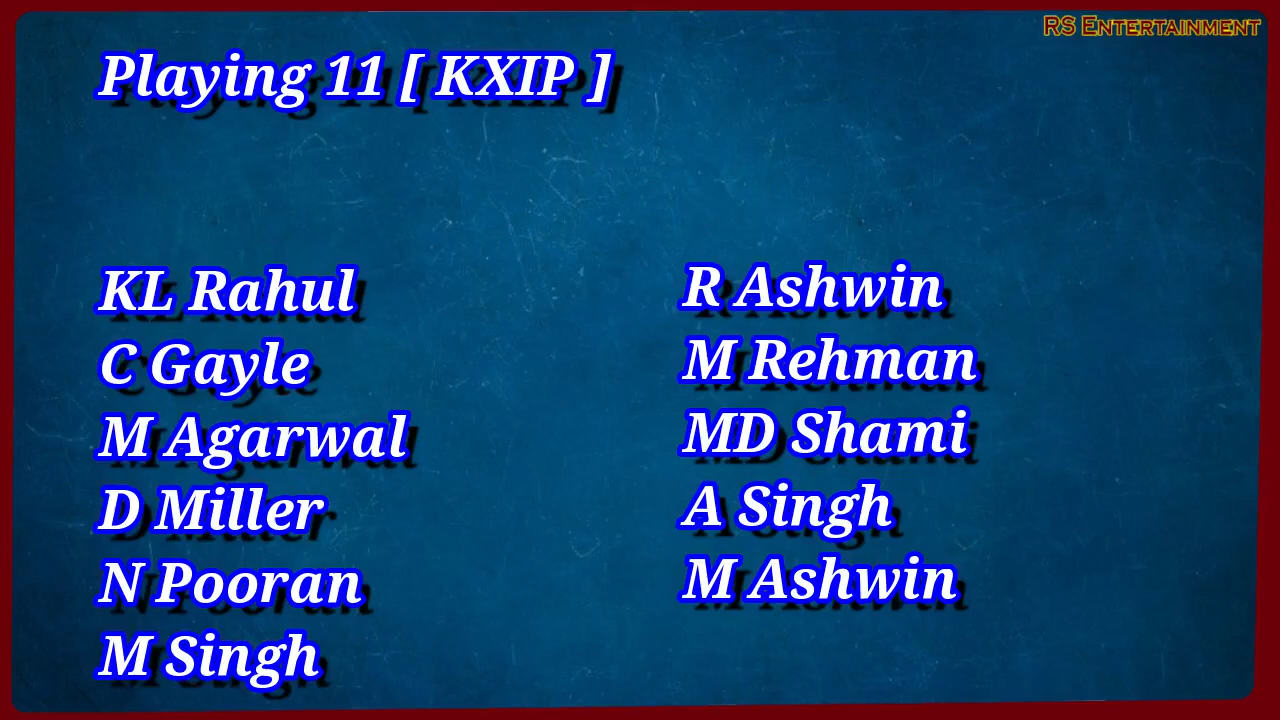 RS Entertainment
Playing 11 [ KXIP ]
KL Rahul
C Gayle
M Agarwal
D Miller
N Pooran
M Singh
R Ashwin
M Rehman
MD Shami
A Singh
M Ashwin